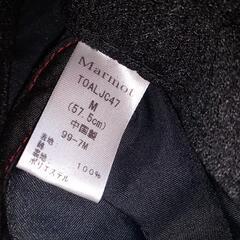 Marmot
TOALJC47
M
(57.5cm)
中国製
99-7M
表地
綿 100%
裏地
ポリエステル